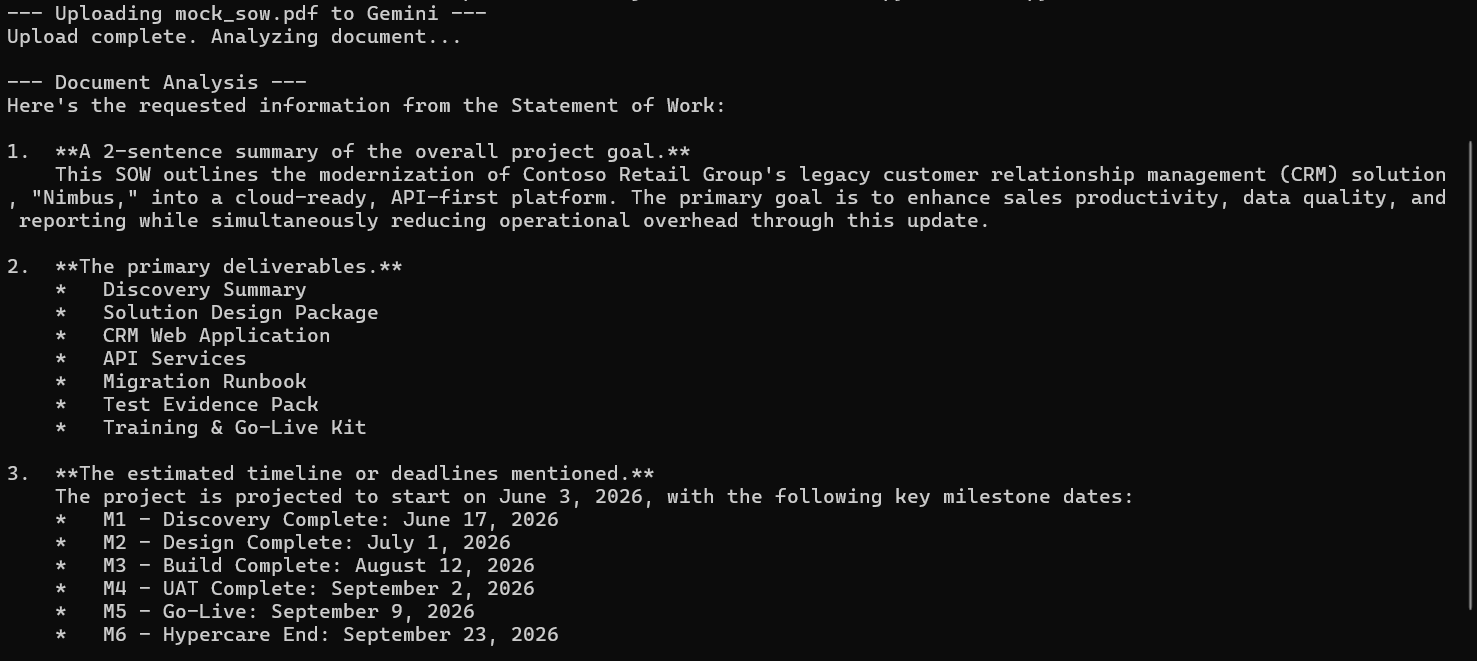 --- Uploading mock_sow.pdf to Gemini ---
Upload complete. Analyzing document...
--- Document Analysis ---
Here's the requested information from the Statement of Work:
1.  **A 2-sentence summary of the overall project goal.**
    This SOW outlines the modernization of Contoso Retail Group's legacy customer relationship management (CRM) solution
, "Nimbus," into a cloud-ready, API-first platform. The primary goal is to enhance sales productivity, data quality, and
 reporting while simultaneously reducing operational overhead through this update.
2.  **The primary deliverables.**
    *   Discovery Summary
    *   Solution Design Package
    *   CRM Web Application
    *   API Services
    *   Migration Runbook
    *   Test Evidence Pack
    *   Training & Go-Live Kit
3.  **The estimated timeline or deadlines mentioned.**
    The project is projected to start on June 3, 2026, with the following key milestone dates:
    *   M1 - Discovery Complete: June 17, 2026
    *   M2 - Design Complete: July 1, 2026
    *   M3 - Build Complete: August 12, 2026
    *   M4 - UAT Complete: September 2, 2026
    *   M5 - Go-Live: September 9, 2026
    *   M6 - Hypercare End: September 23, 2026